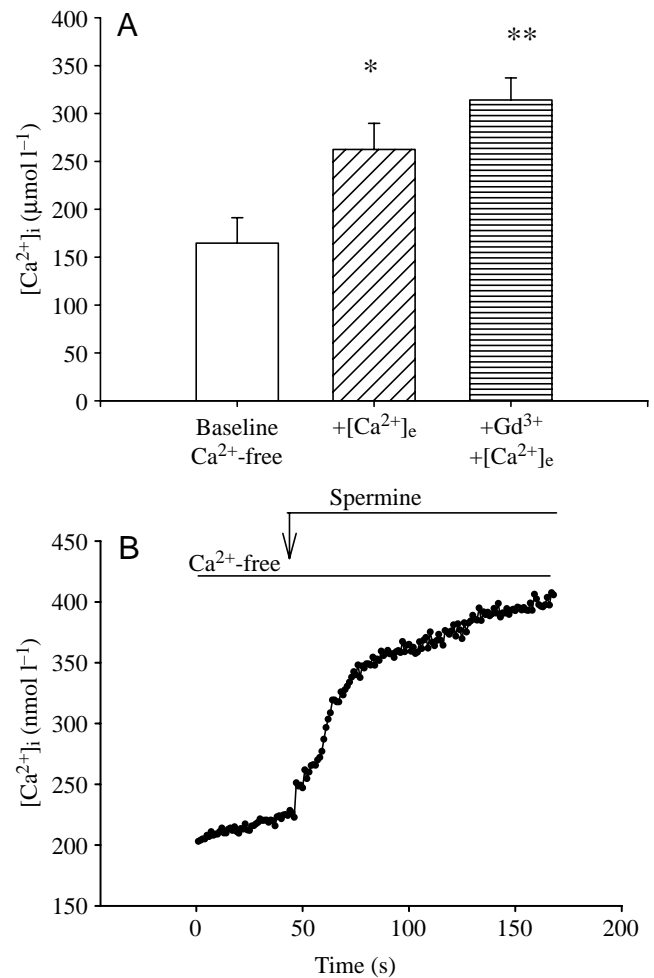 A
400
350
300
250
200
150
100
50
0
[Ca²⁺]ᵢ (μmol l⁻¹)
*
**
Baseline
Ca²⁺-free
+[Ca²⁺]ₑ
+Gd³⁺
+[Ca²⁺]ₑ
B
Spermine
Ca²⁺-free
450
400
350
300
250
200
150
[Ca²⁺]ᵢ (nmol l⁻¹)
0 50 100 150 200
Time (s)